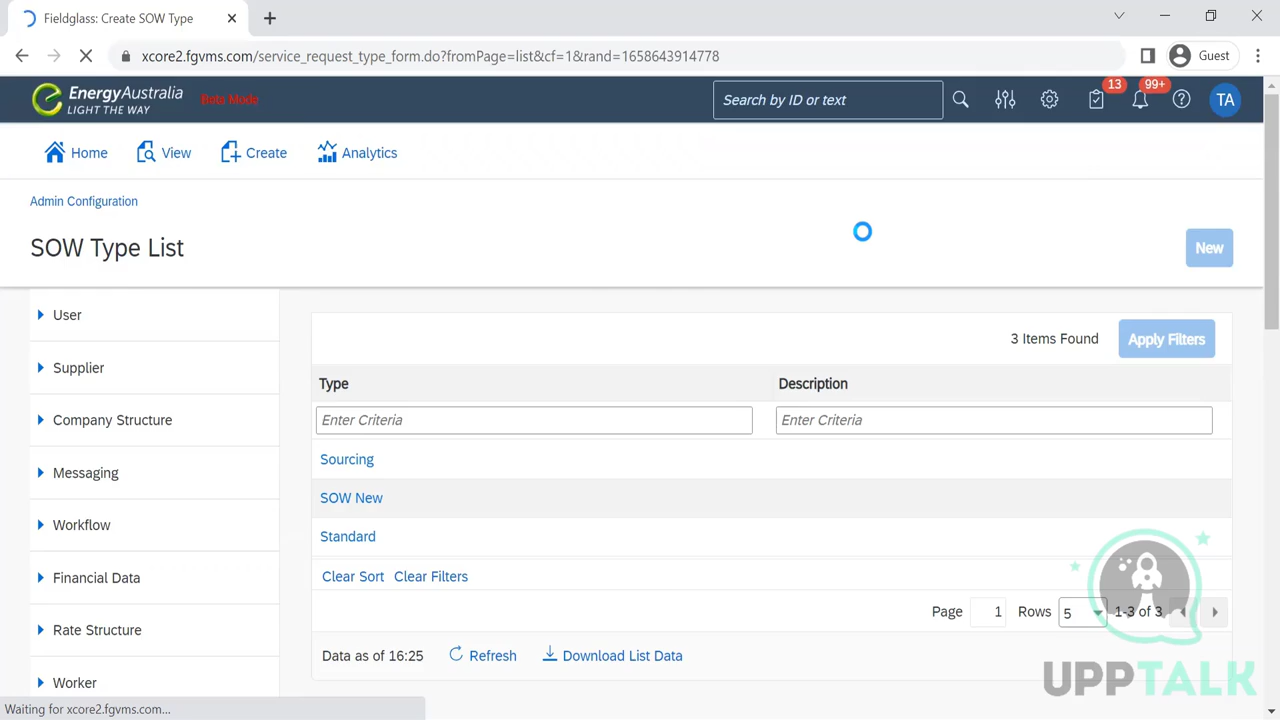 Fieldglass: Create SOW Type
xcore2.fgvms.com/service_request_type_form.do?fromPage=list&cf=1&rand=1658643914778
Guest
EnergyAustralia
LIGHT THE WAY
Beta Mode
Search by ID or text
13
99+
?
TA
Home
View
Create
Analytics
Admin Configuration
SOW Type List
New
User
Supplier
Company Structure
Messaging
Workflow
Financial Data
Rate Structure
Worker
3 Items Found
Apply Filters
Type
Description
Enter Criteria
Enter Criteria
Sourcing
SOW New
Standard
Clear Sort Clear Filters
Page 1 Rows 5 1-3 of 3
Data as of 16:25 Refresh Download List Data
UPPTALK
Waiting for xcore2.fgvms.com...